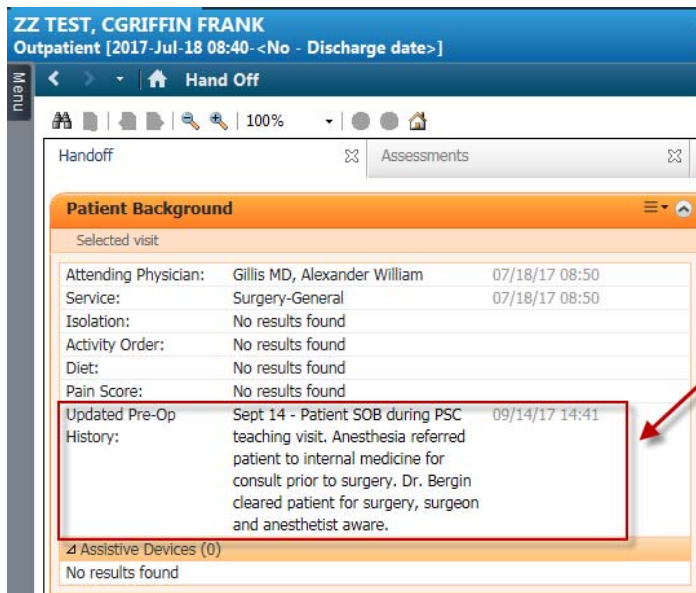 ZZ TEST, CGRIFFIN FRANK
Outpatient [2017-Jul-18 08:40-<No - Discharge date>]
Menu
Hand Off
100%
Handoff Assessments
Patient Background
Selected visit
Attending Physician: Gillis MD, Alexander William 07/18/17 08:50
Service: Surgery-General 07/18/17 08:50
Isolation: No results found
Activity Order: No results found
Diet: No results found
Pain Score: No results found
Updated Pre-Op Sept 14 - Patient SOB during PSC 09/14/17 14:41
History: teaching visit. Anesthesia referred
patient to internal medicine for
consult prior to surgery. Dr. Bergin
cleared patient for surgery, surgeon
and anesthetist aware.
Assistive Devices (0)
No results found